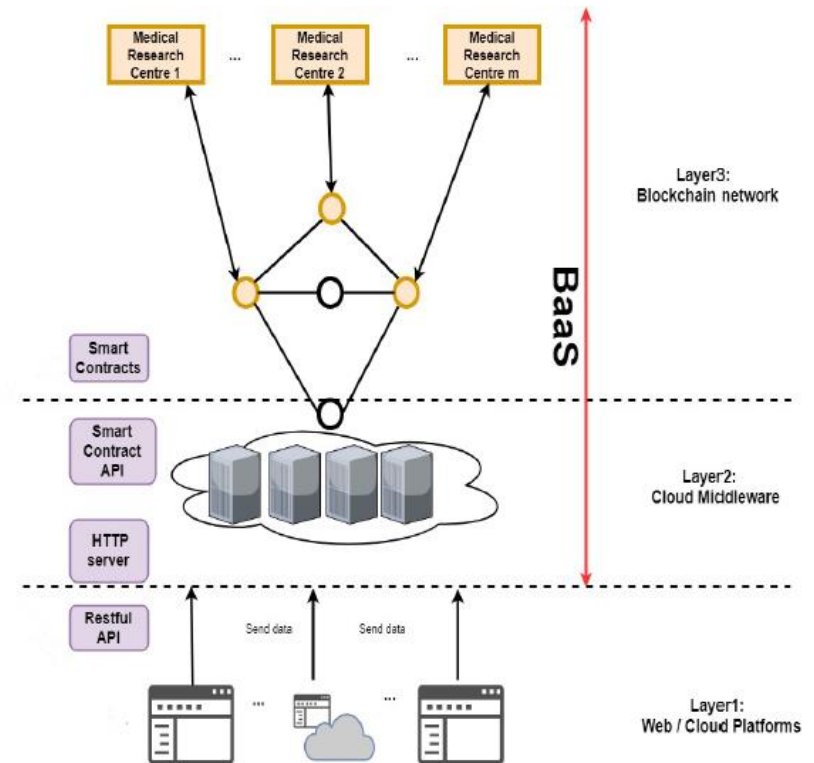 Medical
Research
Centre 1
...
Medical
Research
Centre 2
...
Medical
Research
Centre m
Layer3:
Blockchain network
BaaS
Smart
Contracts
Smart
Contract
API
Layer2:
Cloud Middleware
HTTP
server
Restful
API
Send data
Send data
...
...
Layer1:
Web / Cloud Platforms